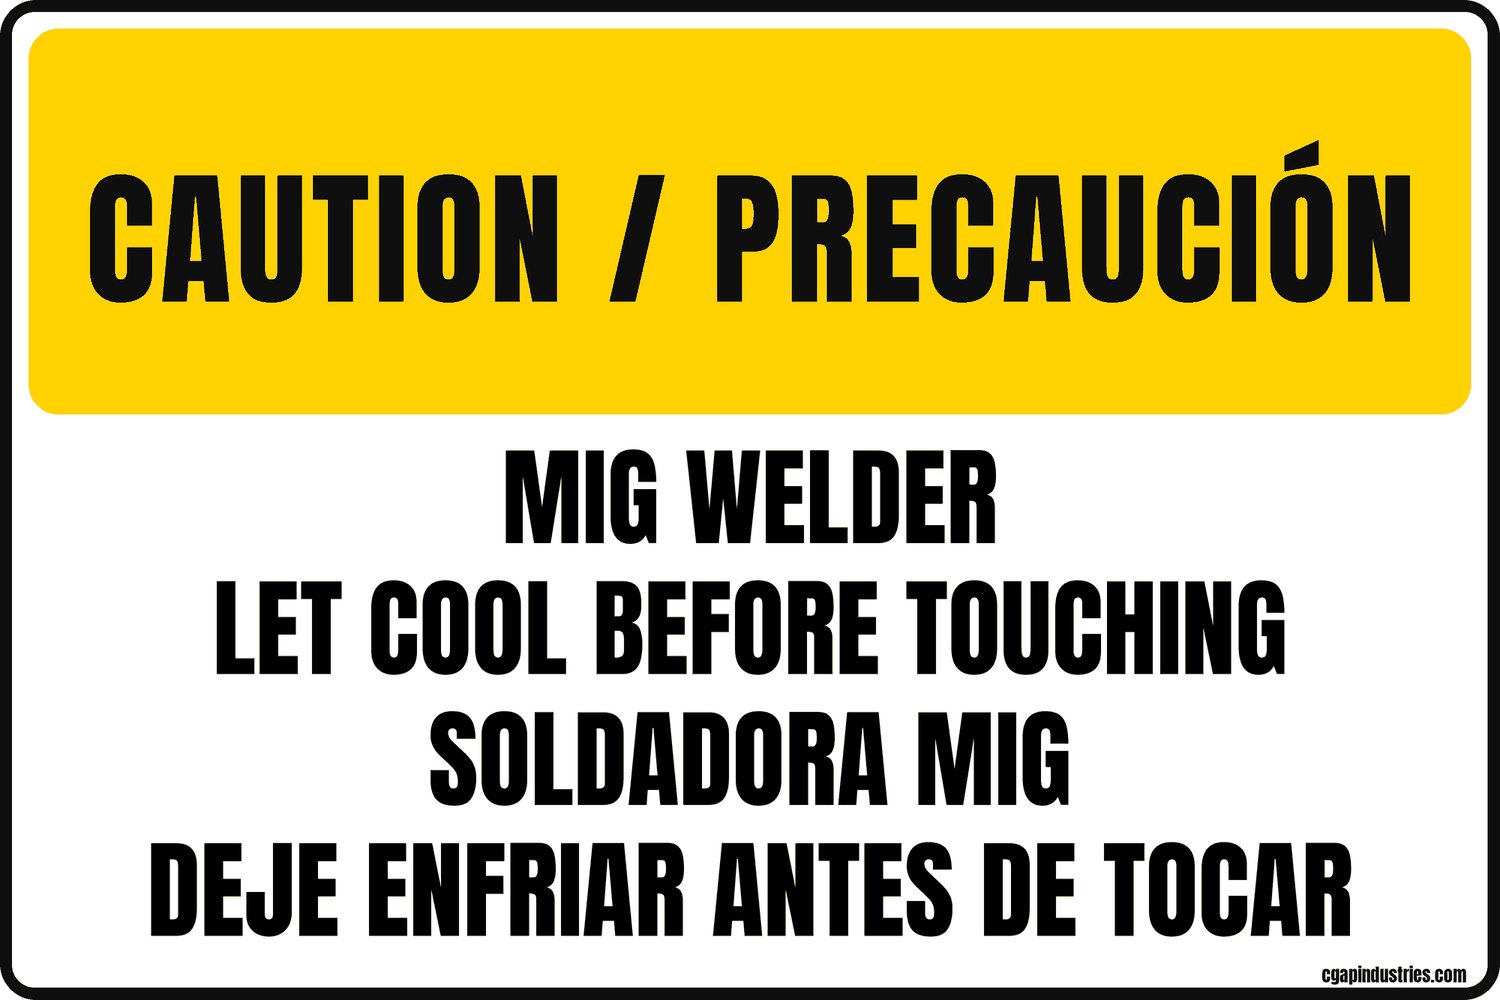 CAUTION / PRECAUCIÓN
MIG WELDER
LET COOL BEFORE TOUCHING
SOLDADORA MIG
DEJE ENFRIAR ANTES DE TOCAR
cgapindustries.com